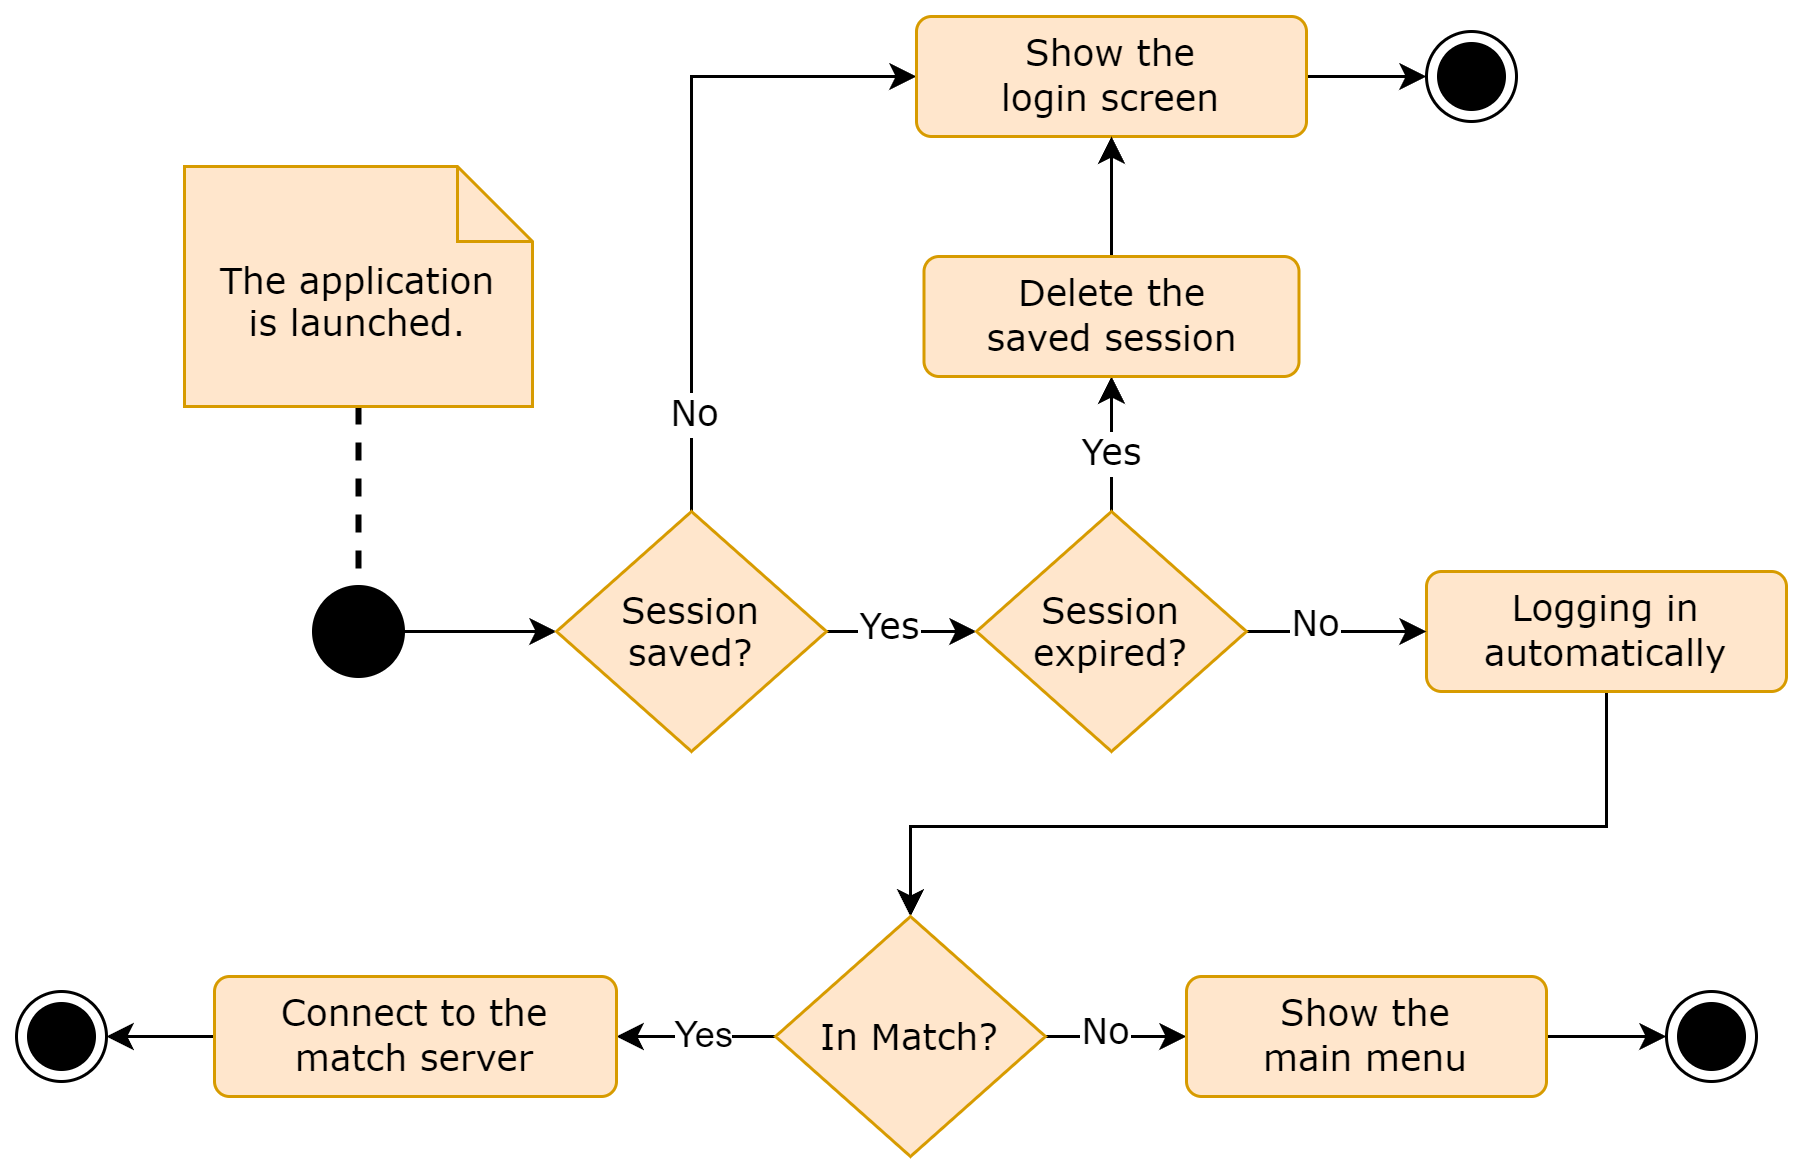 Show the
login screen
The application
is launched.
Delete the
saved session
No
Yes
Session
saved?
Yes
Session
expired?
No
Logging in
automatically
Connect to the
match server
Yes
In Match?
No
Show the
main menu